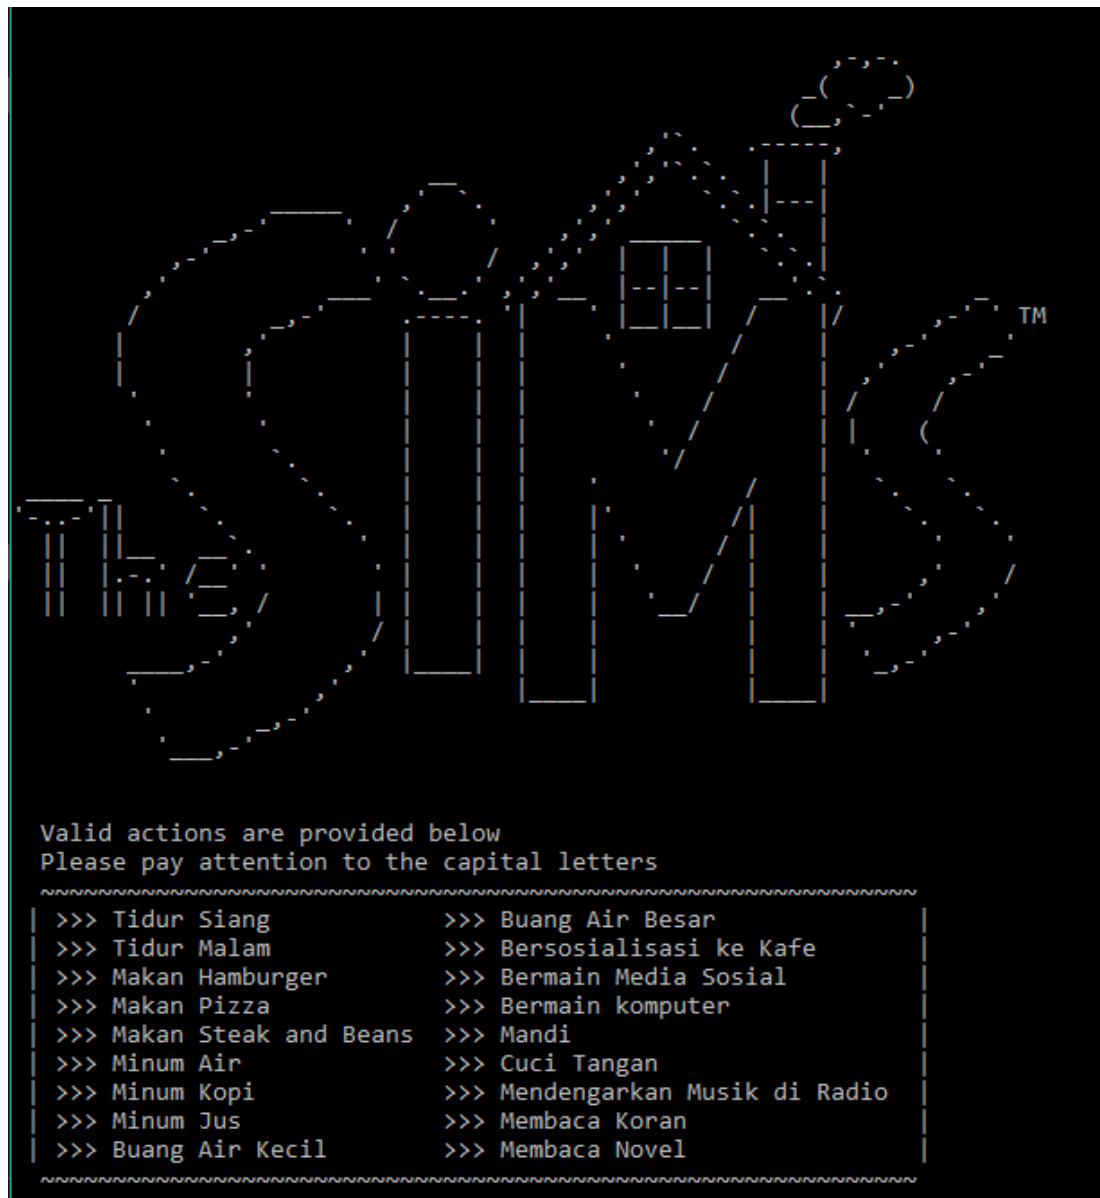 The SiMs TM
Valid actions are provided below
Please pay attention to the capital letters
>>> Tidur Siang >>> Buang Air Besar
>>> Tidur Malam >>> Bersosialisasi ke Kafe
>>> Makan Hamburger >>> Bermain Media Sosial
>>> Makan Pizza >>> Bermain komputer
>>> Makan Steak and Beans >>> Mandi
>>> Minum Air >>> Cuci Tangan
>>> Minum Kopi >>> Mendengarkan Musik di Radio
>>> Minum Jus >>> Membaca Koran
>>> Buang Air Kecil >>> Membaca Novel